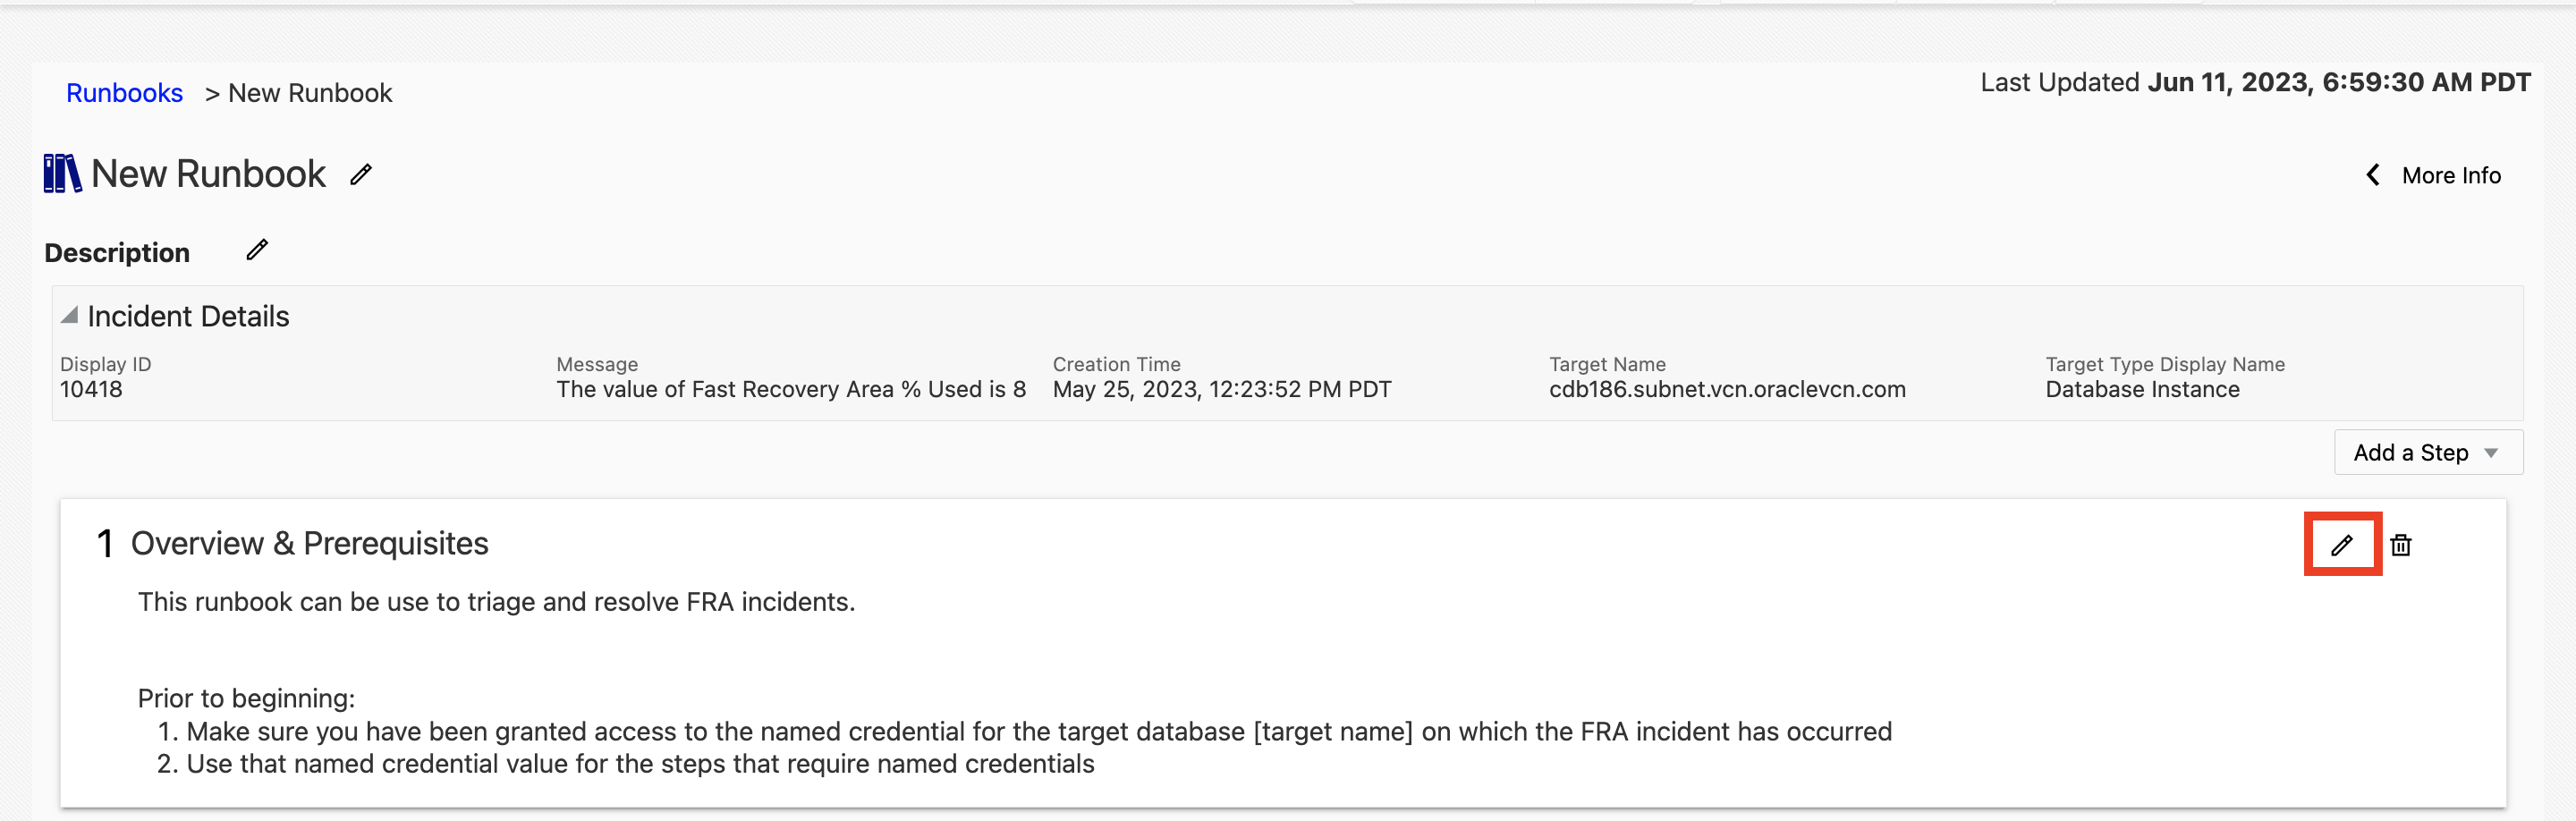 Runbooks > New Runbook
Last Updated Jun 11, 2023, 6:59:30 AM PDT
New Runbook
More Info
Description
Incident Details
Display ID
10418
Message
The value of Fast Recovery Area % Used is 8
Creation Time
May 25, 2023, 12:23:52 PM PDT
Target Name
cdb186.subnet.vcn.oraclevcn.com
Target Type Display Name
Database Instance
Add a Step
1 Overview & Prerequisites
This runbook can be use to triage and resolve FRA incidents.
Prior to beginning:
1. Make sure you have been granted access to the named credential for the target database [target name] on which the FRA incident has occurred
2. Use that named credential value for the steps that require named credentials